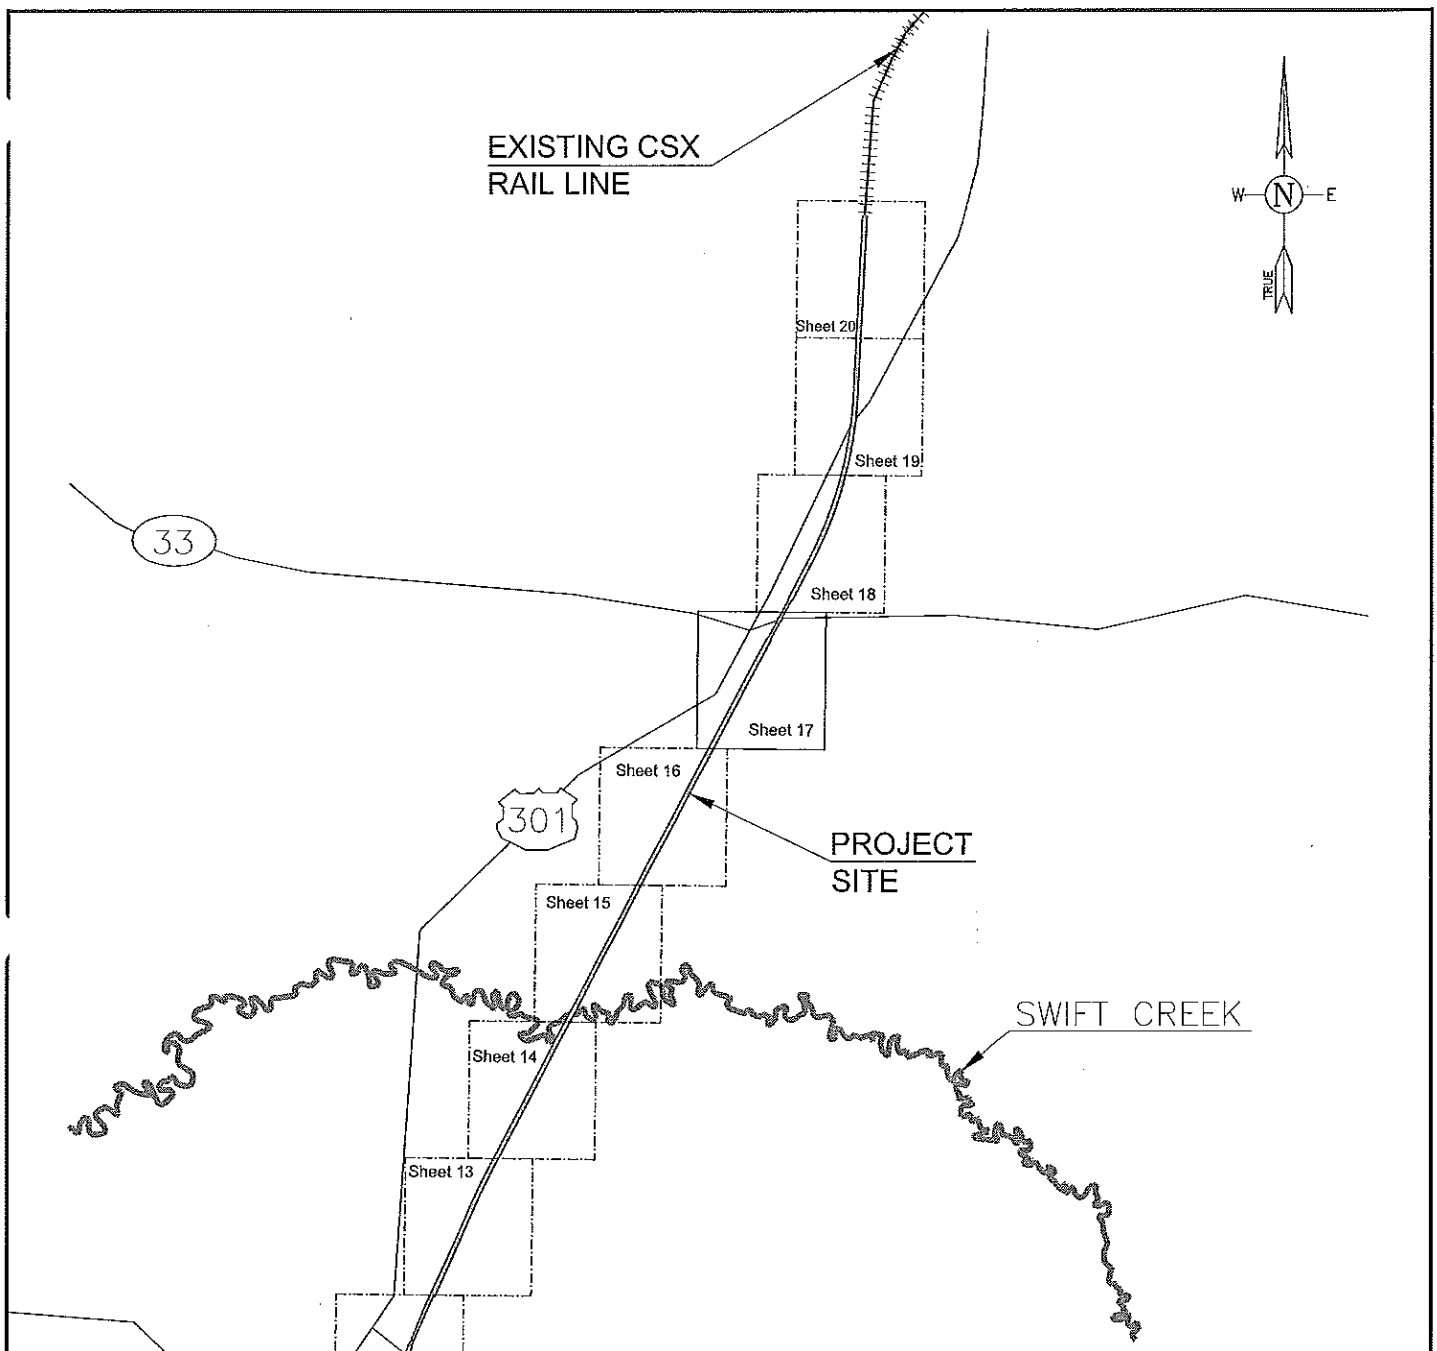 EXISTING CSX
RAIL LINE
W N E
TRUE
Sheet 20
Sheet 19
33
Sheet 18
Sheet 17
Sheet 16
301
PROJECT
SITE
Sheet 15
SWIFT CREEK
Sheet 14
Sheet 13